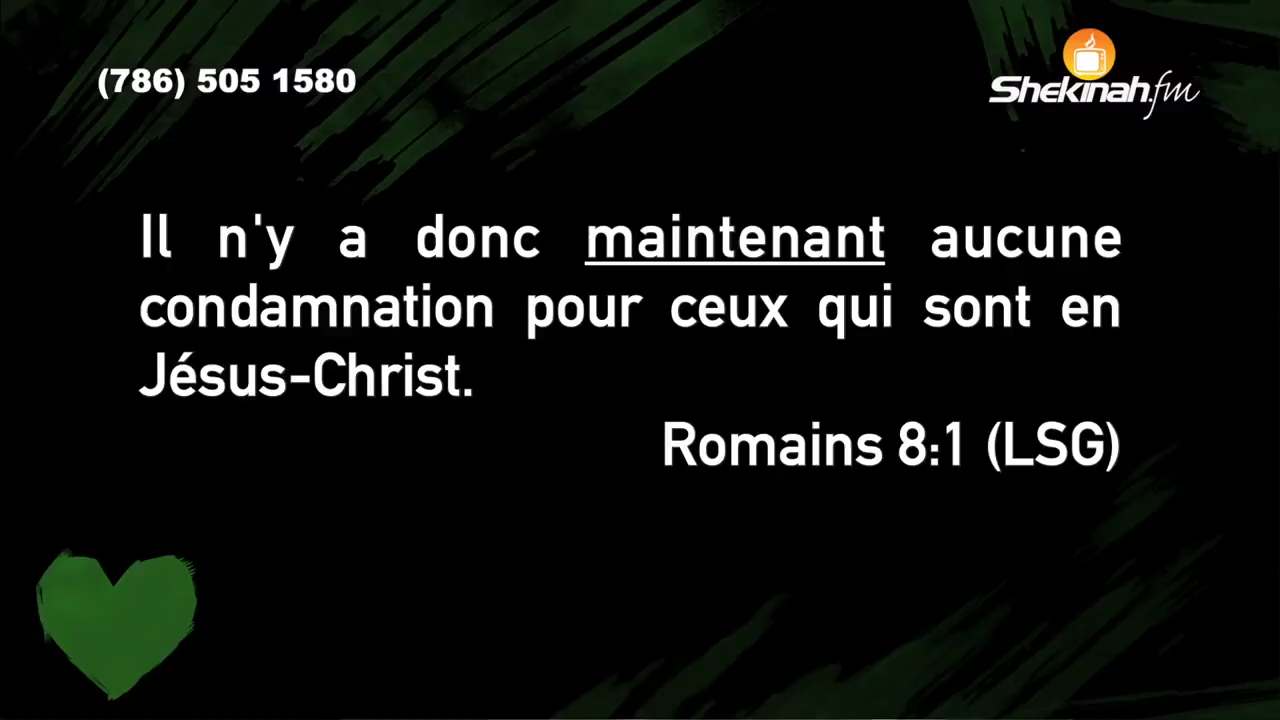 (786) 505 1580
Shekinah.fm
Il n'y a donc maintenant aucune
condamnation pour ceux qui sont en
Jésus-Christ.
Romains 8:1 (LSG)